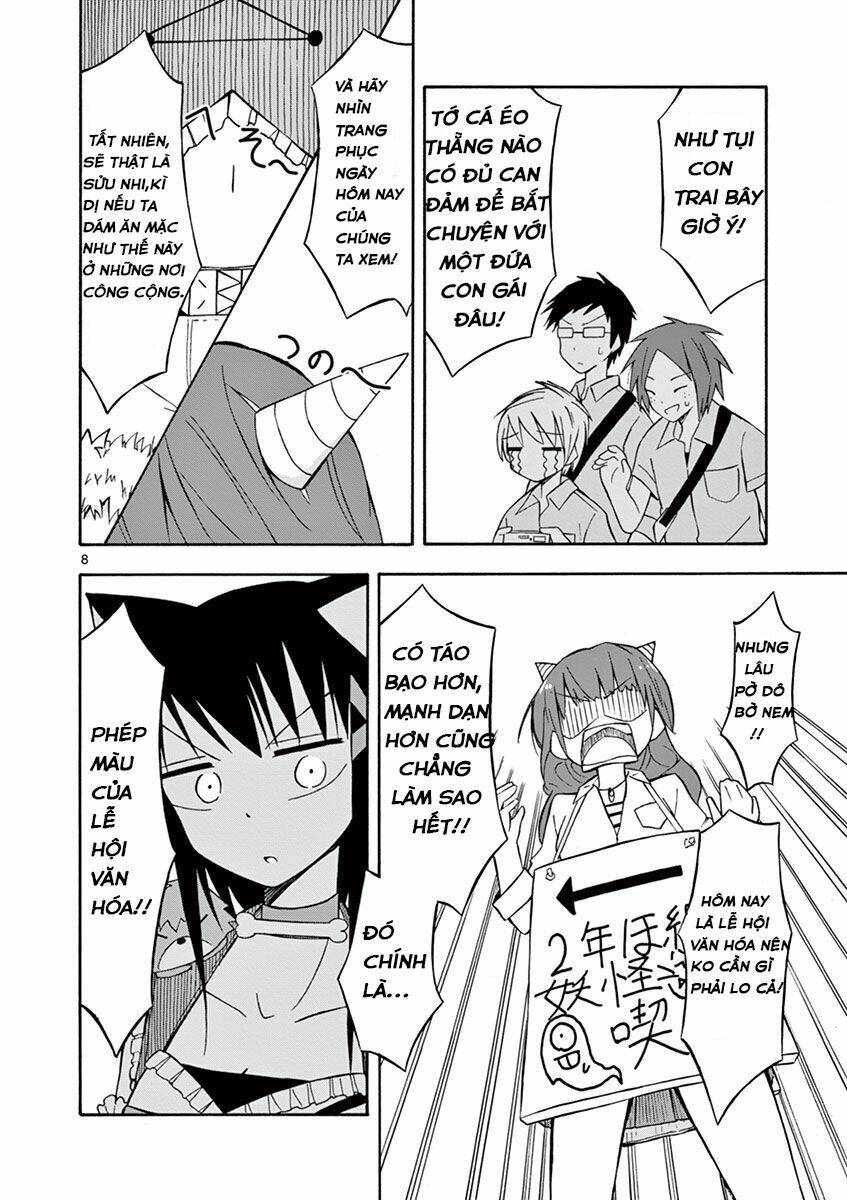 NHƯ TỤI
CON
TRAI BÂY
GIỜ Ý!
TỚ CÁ ÉO
THẰNG NÀO
CÓ ĐỦ CAN
ĐẢM ĐỂ BẮT
CHUYỆN VỚI
MỘT ĐỨA
CON GÁI
ĐÂU!
VÀ HÃY
NHÌN
TRANG
PHỤC
NGÀY
HÔM NAY
CỦA
CHÚNG
TA XEM!
へそ〜
TẤT NHIÊN,
SẼ THẬT LÀ
SỬU NHI,KÌ
DỊ NẾU TA
DÁM ĂN MẶC
NHƯ THẾ NÀY
Ở NHỮNG NƠI
CÔNG CỘNG.
つの〜
8
NHƯNG
LÂU
PỞ DÔ
BỜ NEM
!!
HÔM NAY
LÀ LỄ HỘI
VĂN HÓA NÊN
KO CẦN GÌ
PHẢI LO CẢ!
2年ほ組
妖怪喫
CÓ TÁO
BẠO HƠN,
MẠNH DẠN
HƠN CŨNG
CHẲNG
LÀM SAO
HẾT!!
ĐÓ
CHÍNH
LÀ...
PHÉP
MÀU CỦA
LỄ
HỘI
VĂN
HÓA!!